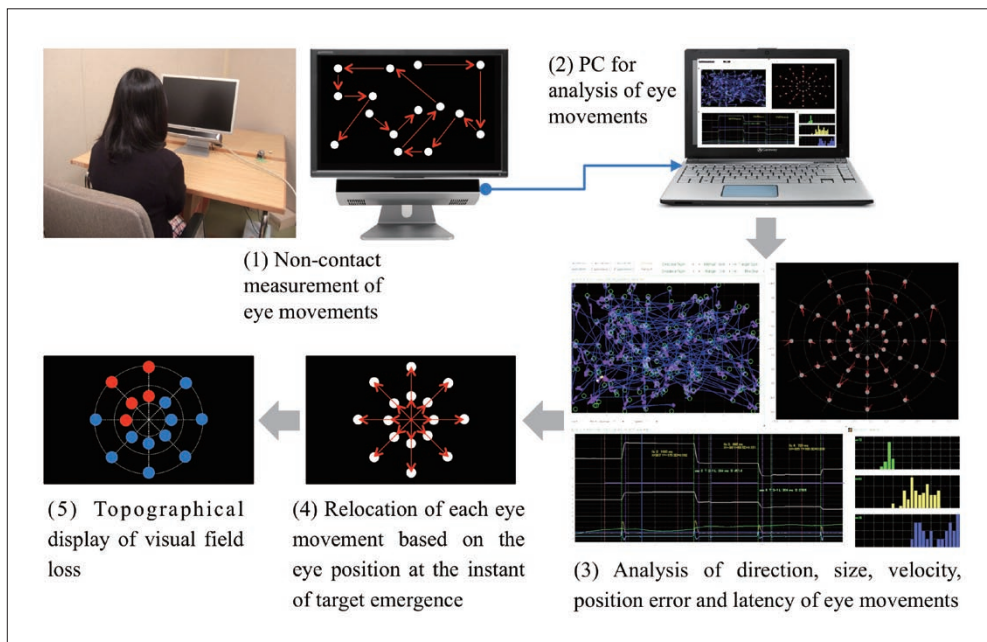 (1) Non-contact
measurement of
eye movements
(2) PC for
analysis of eye
movements
(3) Analysis of direction, size, velocity,
position error and latency of eye movements
(4) Relocation of each eye
movement based on the
eye position at the instant
of target emergence
(5) Topographical
display of visual field
loss